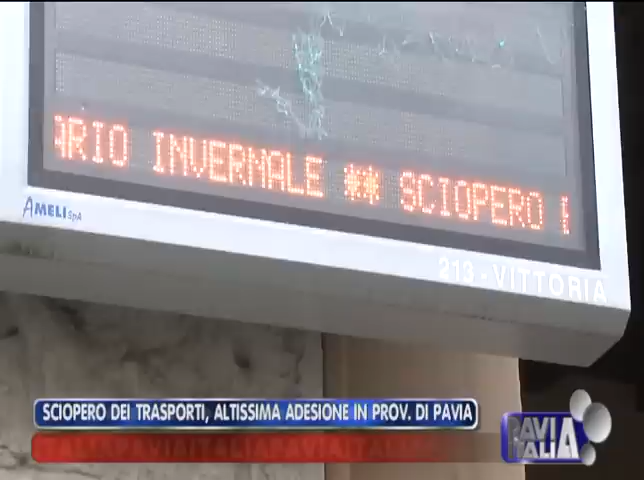 ARIO INVERNALE ** SCIOPERO
AMELI SpA
213 - VITTORIA
SCIOPERO DEI TRASPORTI, ALTISSIMA ADESIONE IN PROV. DI PAVIA
PAVIA
ITALIA